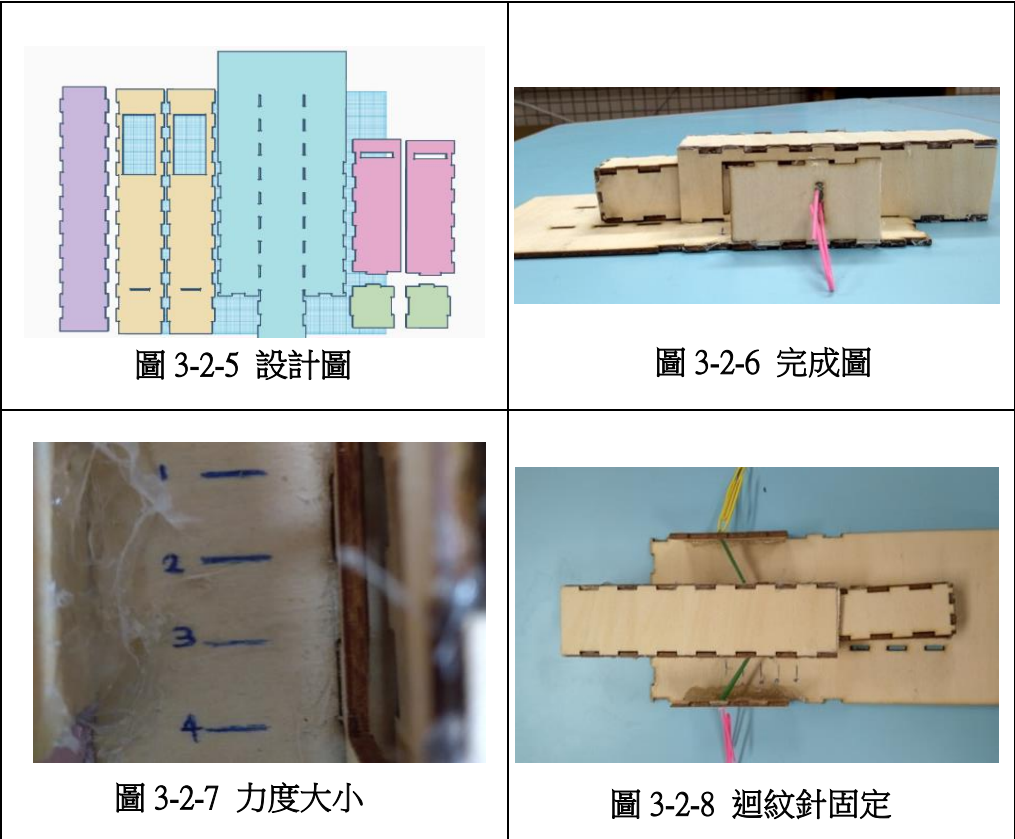 圖 3-2-5 設計圖
圖 3-2-6 完成圖
1
2
3
4
圖 3-2-7 力度大小
圖 3-2-8 迴紋針固定